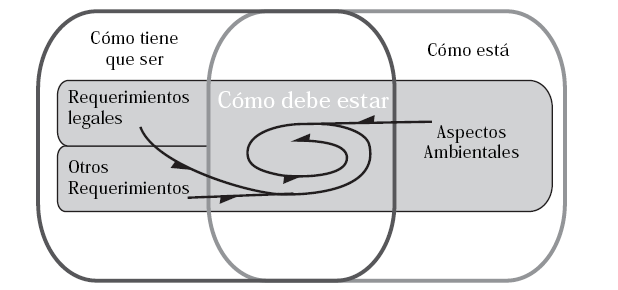 Cómo tiene
que ser
Cómo está
Requerimientos
legales
Cómo debe estar
Aspectos
Ambientales
Otros
Requerimientos